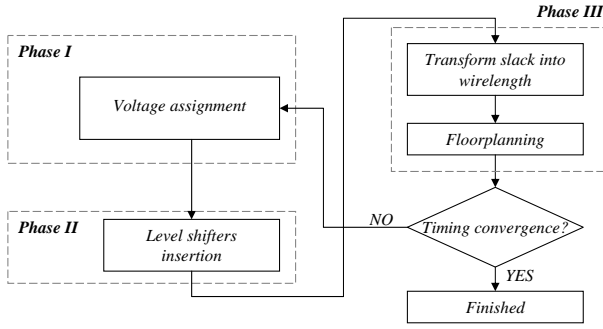 Phase I
Voltage assignment
Phase II
Level shifters
insertion
Phase III
Transform slack into
wirelength
Floorplanning
Timing convergence?
NO
YES
Finished